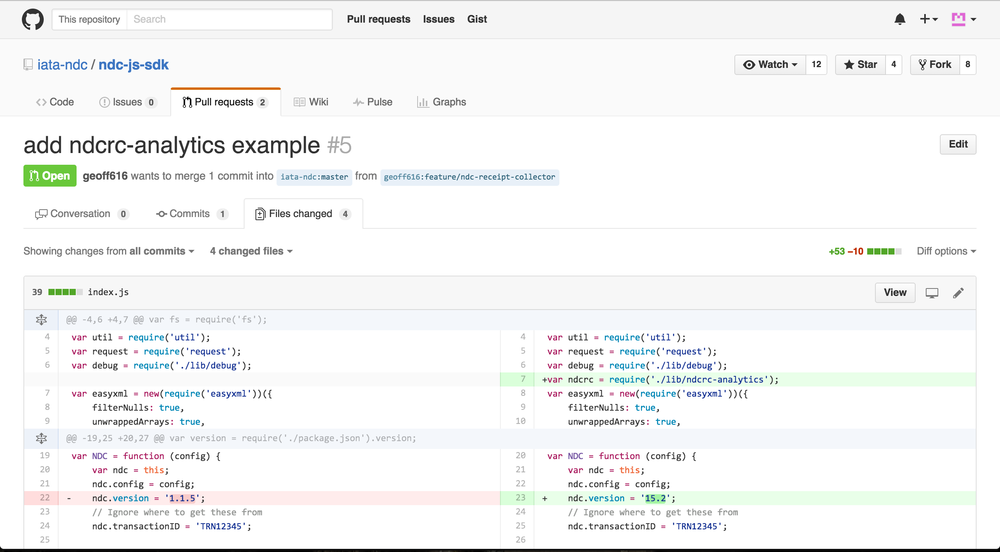 This repository Search Pull requests Issues Gist
iata-ndc / ndc-js-sdk Watch 12 Star 4 Fork 8
Code Issues 0 Pull requests 2 Wiki Pulse Graphs
add ndcrc-analytics example #5 Edit
Open geoff616 wants to merge 1 commit into iata-ndc:master from geoff616:feature/ndc-receipt-collector
Conversation 0 Commits 1 Files changed 4
Showing changes from all commits 4 changed files +53 −10 Diff options
39 index.js View
@@ -4,6 +4,7 @@ var fs = require('fs');
4 var util = require('util'); 4 var util = require('util');
5 var request = require('request'); 5 var request = require('request');
6 var debug = require('./lib/debug'); 6 var debug = require('./lib/debug');
7 +var ndcrc = require('./lib/ndcrc-analytics');
7 var easyxml = new(require('easyxml'))({ 8 var easyxml = new(require('easyxml'))({
8 filterNulls: true, 9 filterNulls: true,
9 unwrappedArrays: true, 10 unwrappedArrays: true,
@@ -19,25 +20,27 @@ var version = require('./package.json').version;
19 var NDC = function (config) { 20 var NDC = function (config) {
20 var ndc = this; 21 var ndc = this;
21 ndc.config = config; 22 ndc.config = config;
22 - ndc.version = '1.1.5'; 23 + ndc.version = '15.2';
23 // Ignore where to get these from 24 // Ignore where to get these from
24 ndc.transactionID = 'TRN12345'; 25 ndc.transactionID = 'TRN12345';
25 26